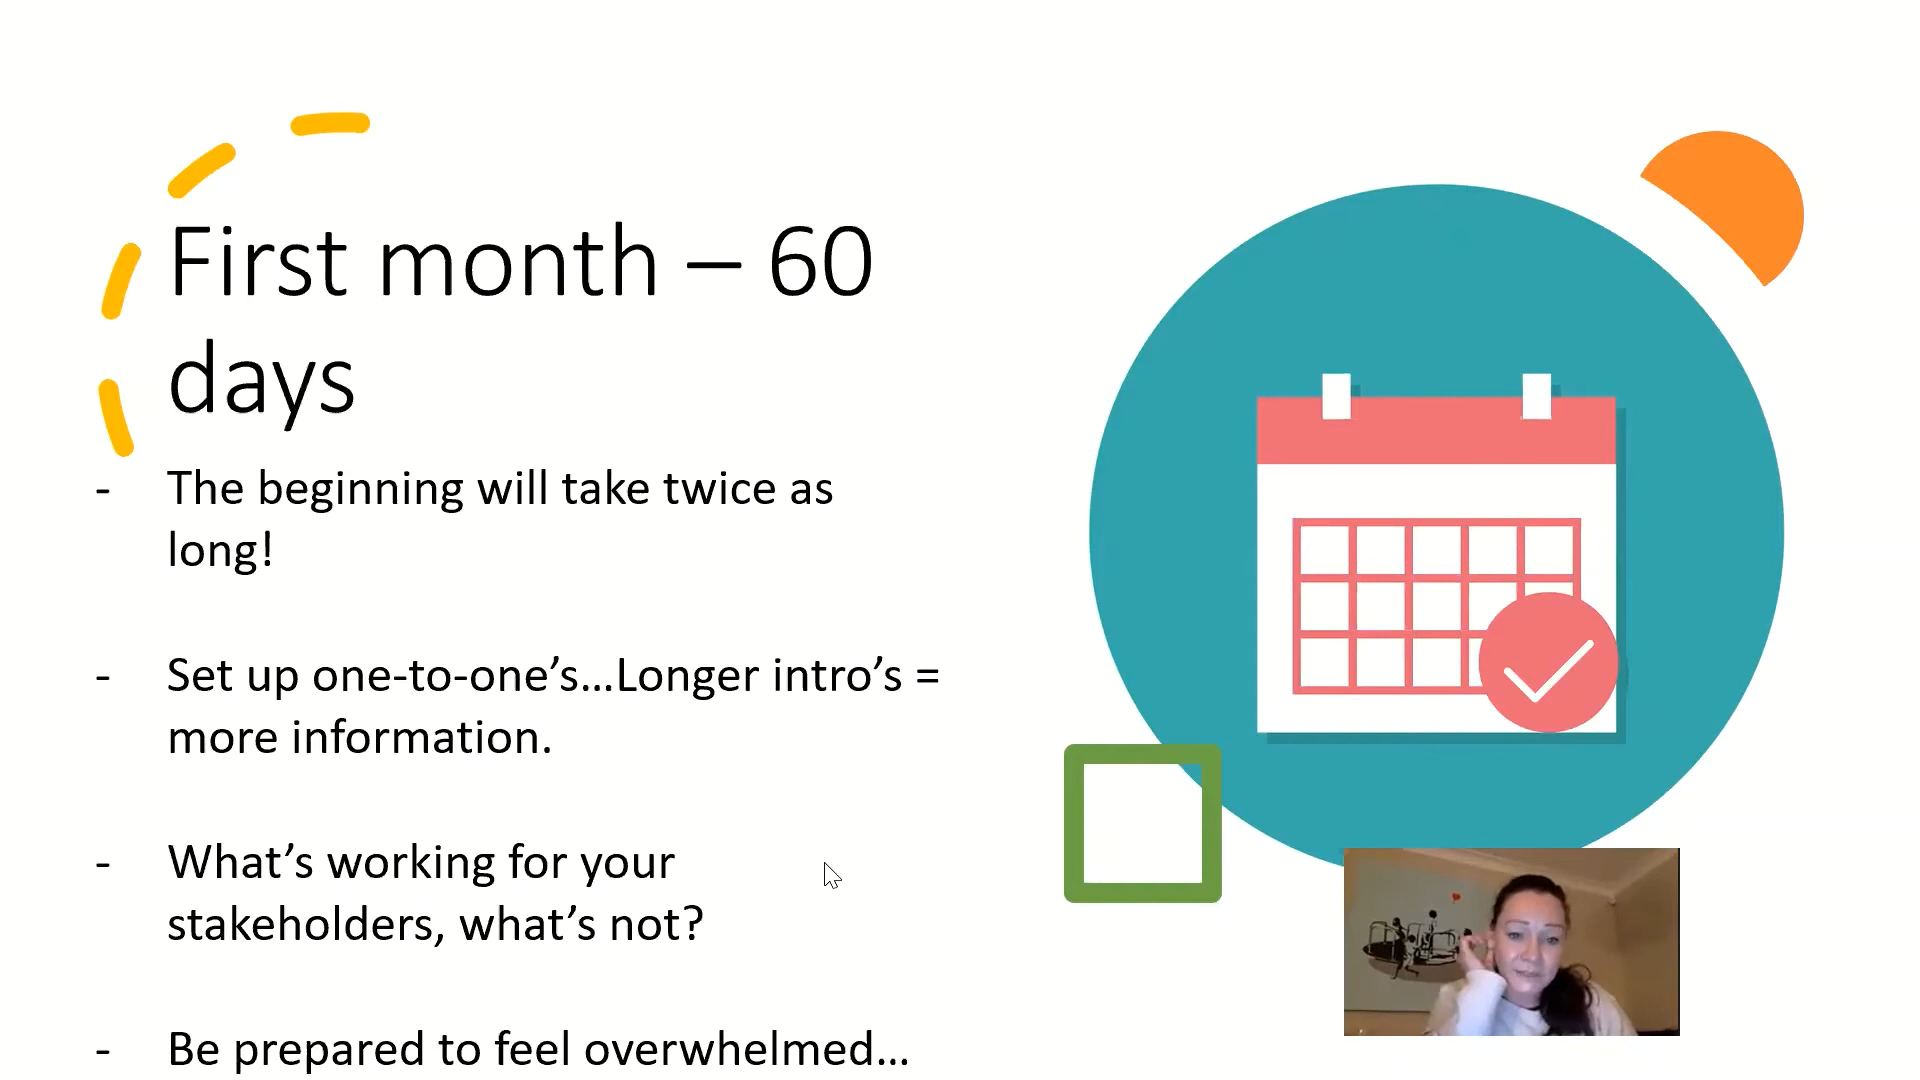 First month – 60
days
- The beginning will take twice as
long!
- Set up one-to-one’s…Longer intro’s =
more information.
- What’s working for your
stakeholders, what’s not?
- Be prepared to feel overwhelmed…